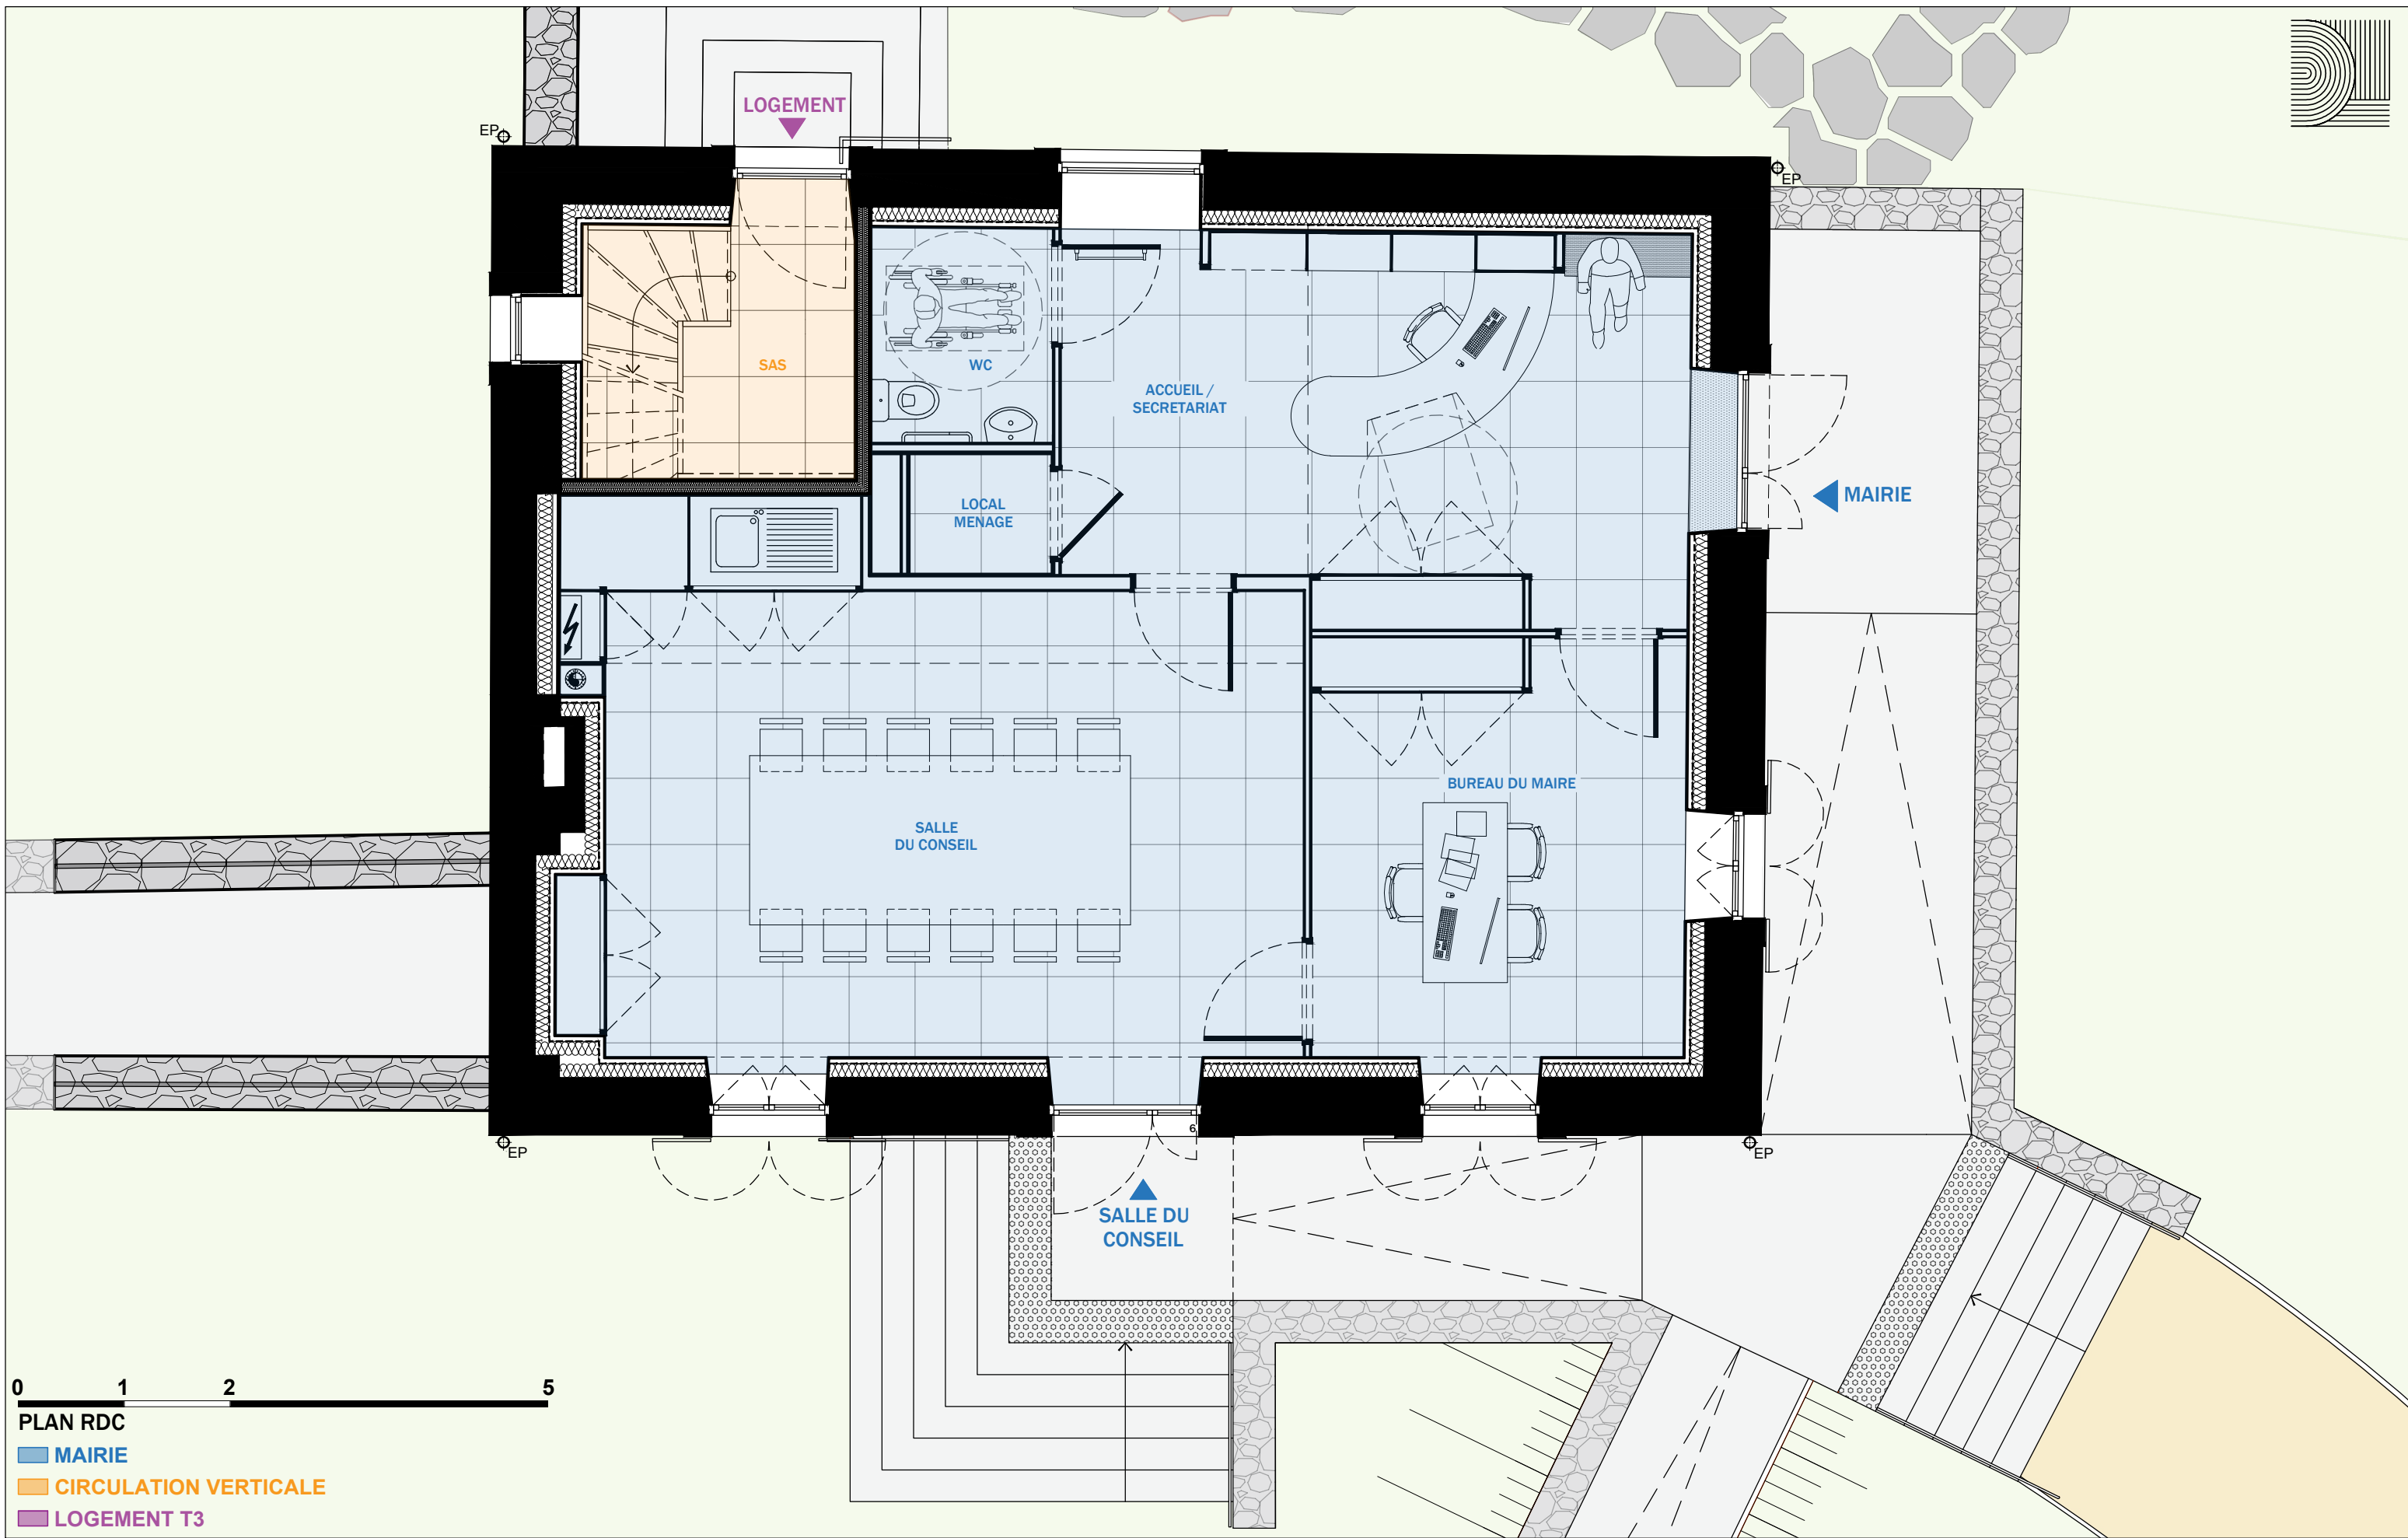 LOGEMENT
EP
EP
SAS
WC
ACCUEIL /
SECRETARIAT
MAIRIE
LOCAL
MENAGE
BUREAU DU MAIRE
SALLE
DU CONSEIL
6
EP
EP
SALLE DU
CONSEIL
0 1 2 5
PLAN RDC
MAIRIE
CIRCULATION VERTICALE
LOGEMENT T3